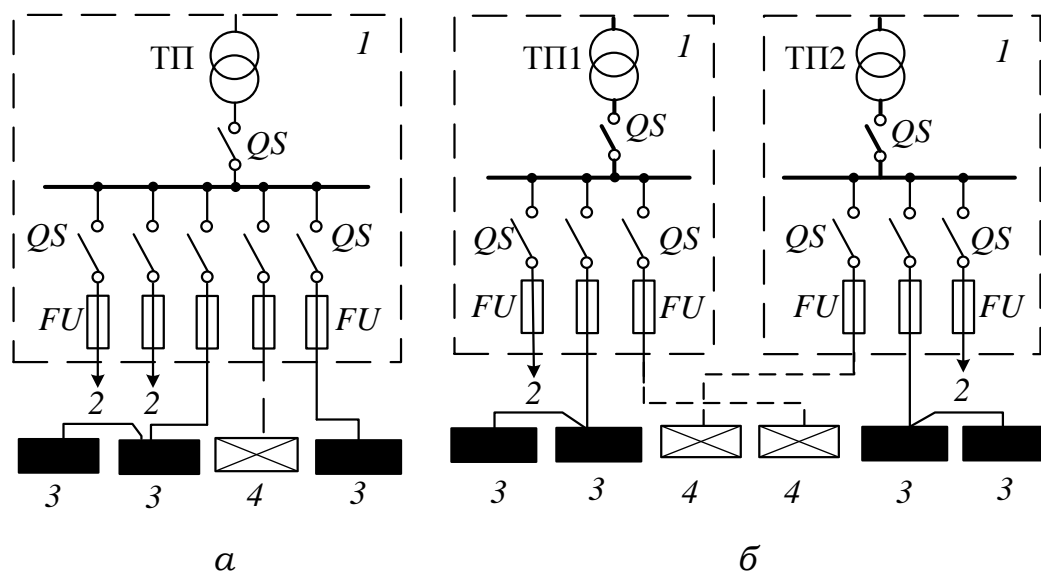 ТП 1
QS
QS QS
FU FU
2 2
3 3 4 3
а
ТП1 1 ТП2 1
QS QS
QS QS QS QS
FU FU FU FU
2 2
3 3 4 4 3 3
б